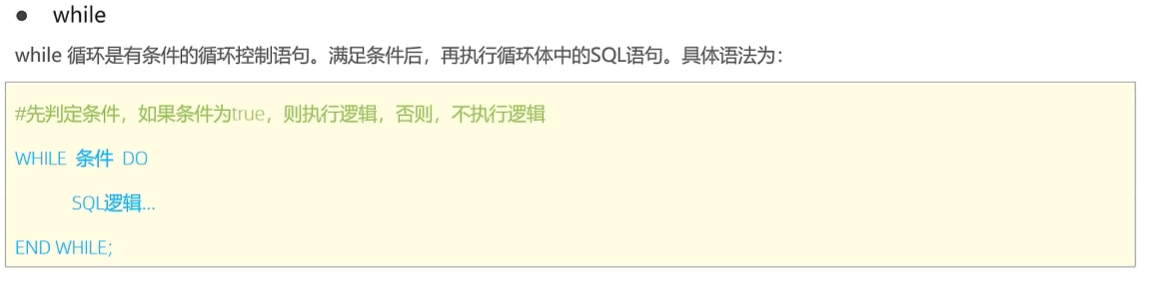 ● while
while 循环是有条件的循环控制语句。满足条件后，再执行循环体中的SQL语句。具体语法为：
#先判定条件，如果条件为true，则执行逻辑，否则，不执行逻辑
WHILE 条件 DO
SQL逻辑...
END WHILE;